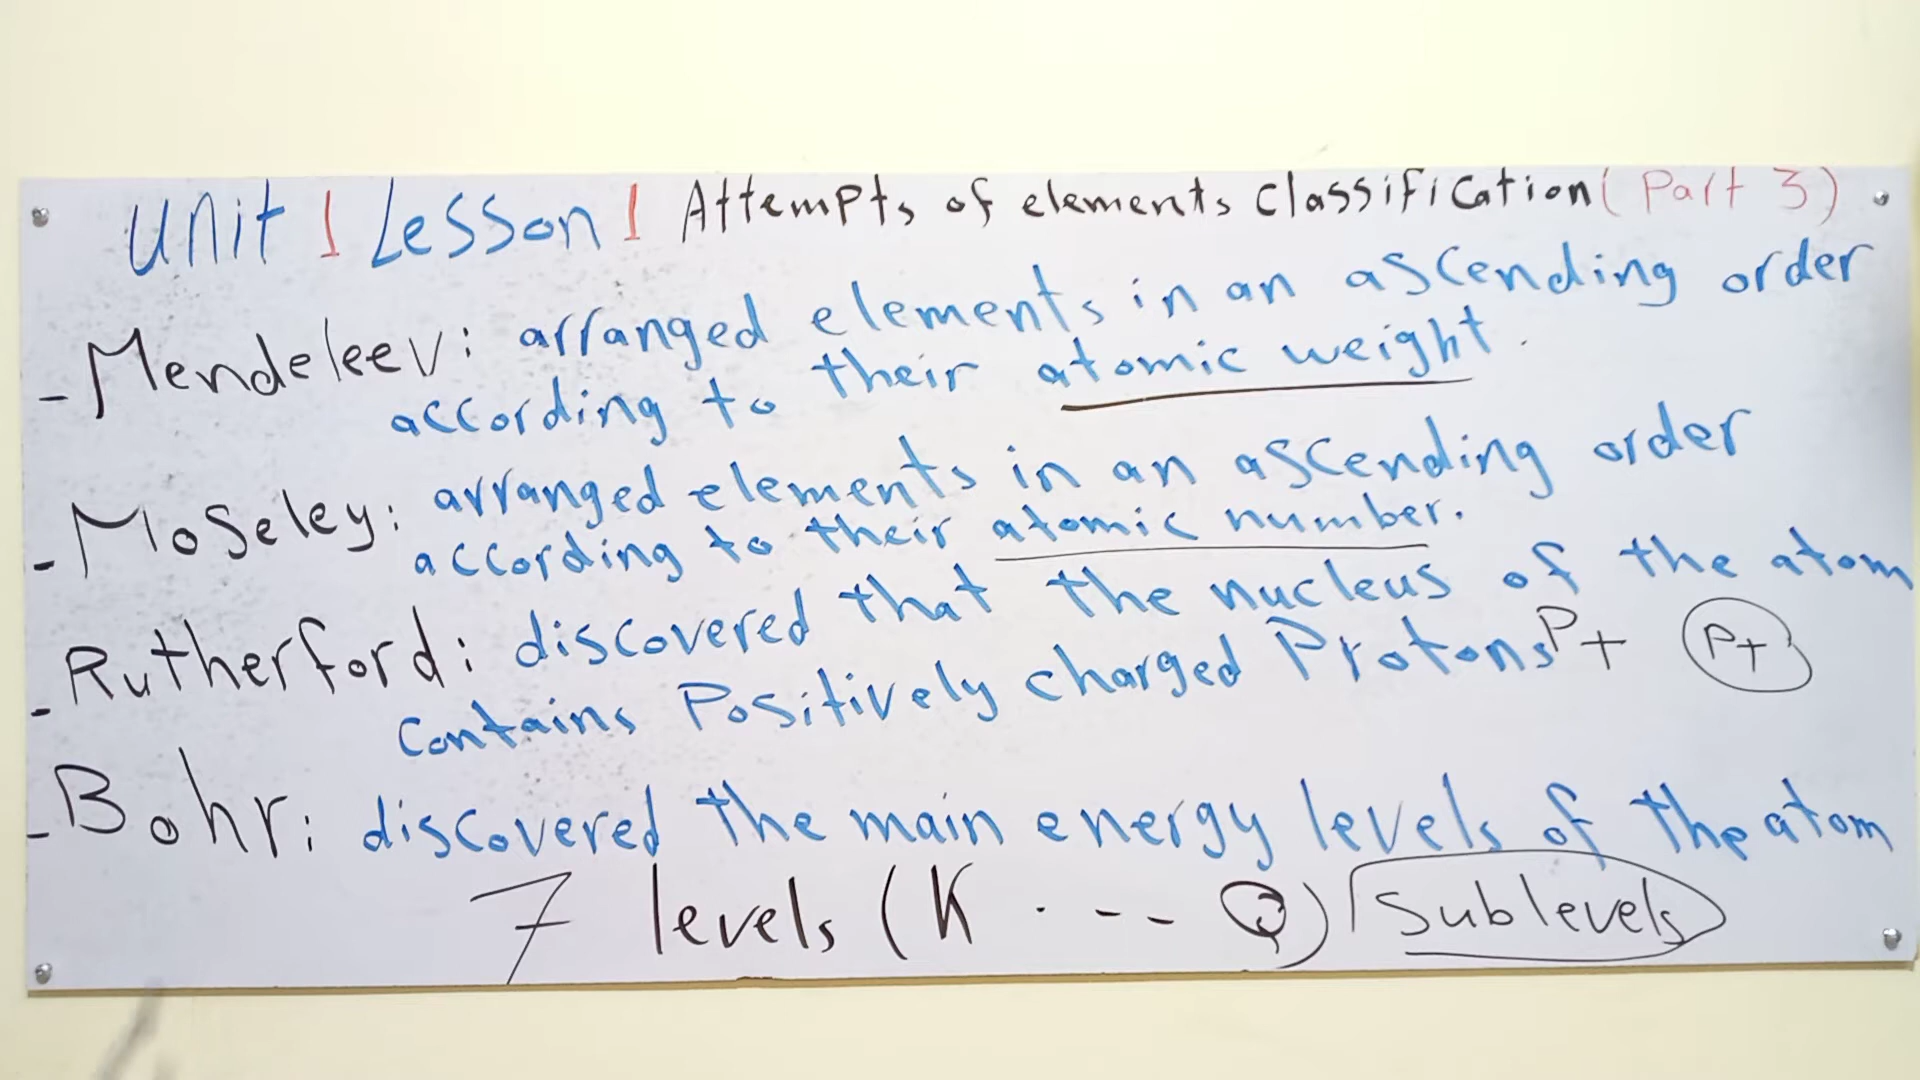 Unit 1 Lesson 1 Attempts of elements classification (Part 3)
- Mendeleev: arranged elements in an ascending order
according to their atomic weight.
- Moseley: arranged elements in an ascending order
according to their atomic number.
- Rutherford: discovered that the nucleus of the atom
contains Positively charged Protons P+ P+
- Bohr: discovered the main energy levels of the atom
7 levels (K . - - - Q) sublevels